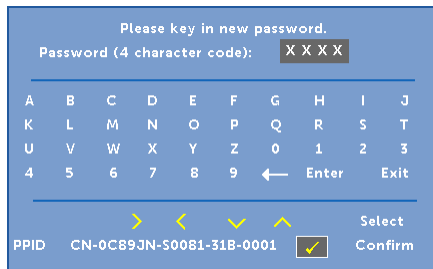 Please key in new password.
Password (4 character code): X X X X
A B C D E F G H I J
K L M N O P Q R S T
U V W X Y Z 0 1 2 3
4 5 6 7 8 9 ← Enter Exit
Select
PPID CN-0C89JN-S0081-31B-0001 ✓ Confirm